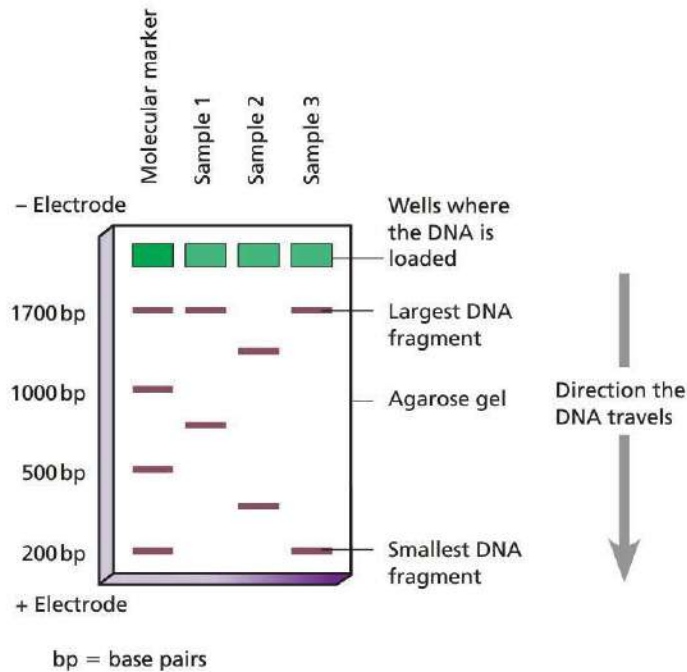 Molecular marker
Sample 1
Sample 2
Sample 3
– Electrode
Wells where
the DNA is
loaded
1700 bp
Largest DNA
fragment
1000 bp
Agarose gel
Direction the
DNA travels
500 bp
200 bp
Smallest DNA
fragment
+ Electrode
bp = base pairs